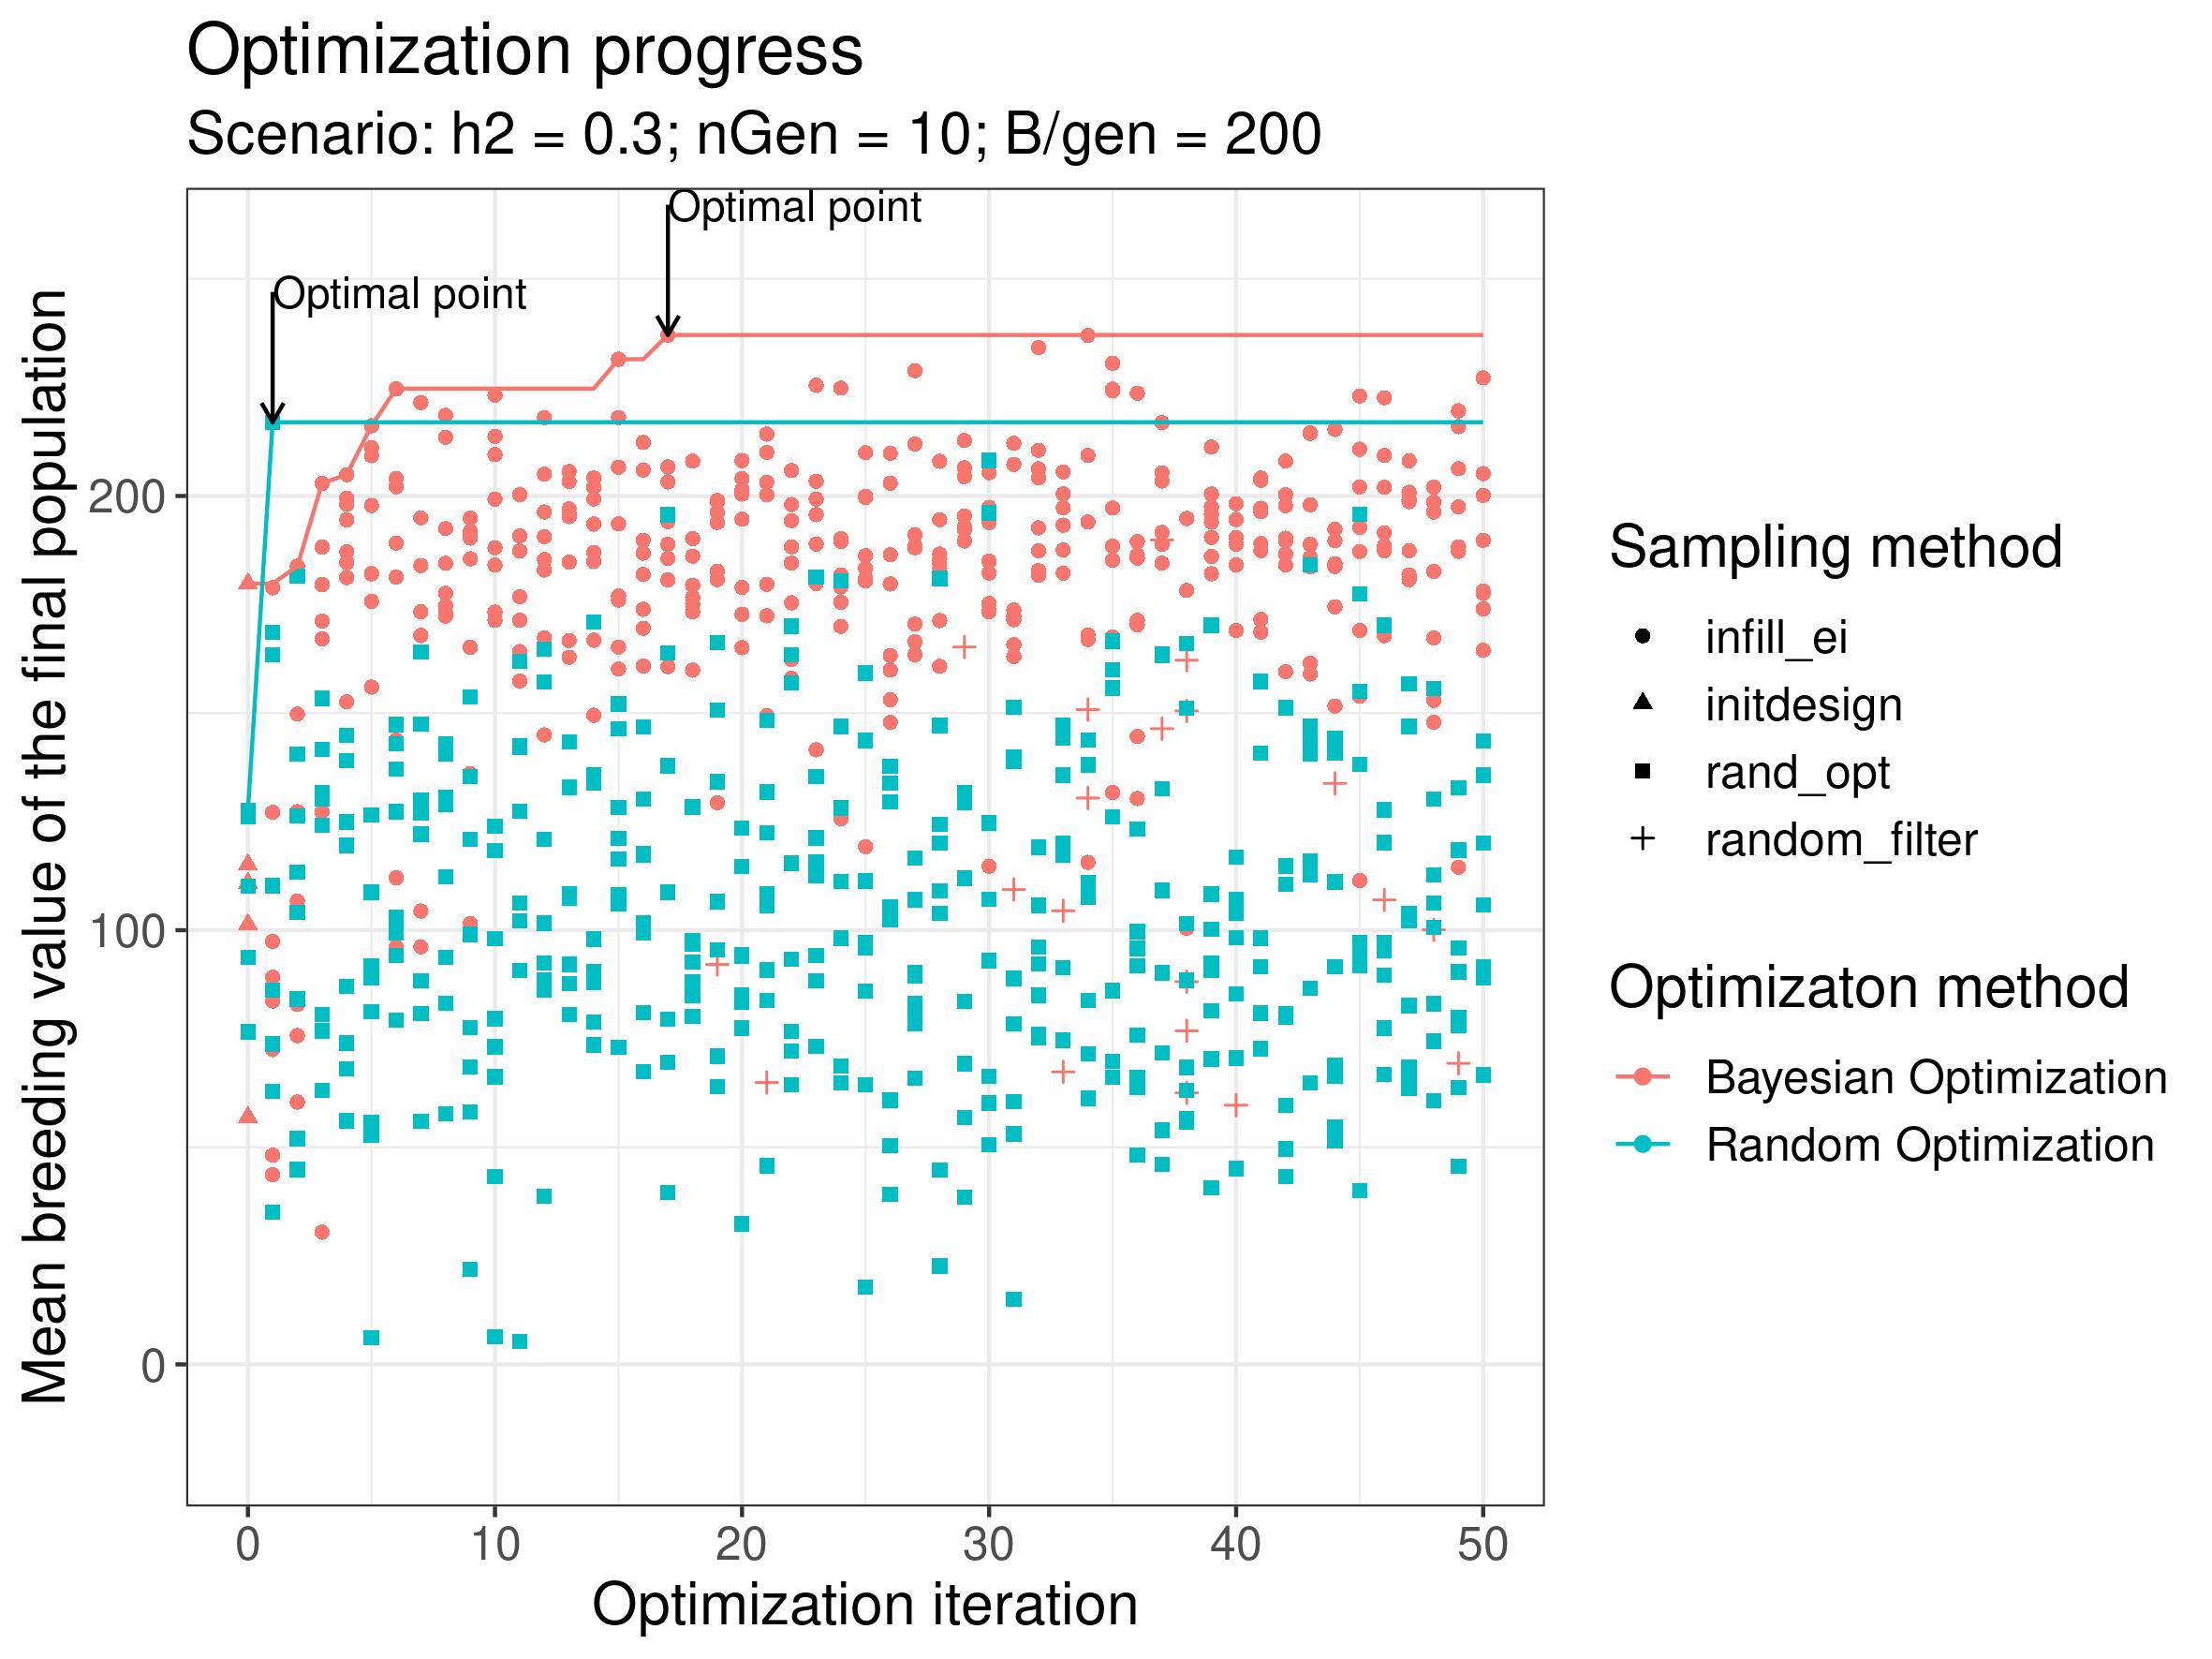 Optimization progress
Scenario: h2 = 0.3; nGen = 10; B/gen = 200
Optimal point
Optimal point
Mean breeding value of the final population
200
100
0
0 10 20 30 40 50
Optimization iteration
Sampling method
infill_ei
initdesign
rand_opt
random_filter
Optimizaton method
Bayesian Optimization
Random Optimization